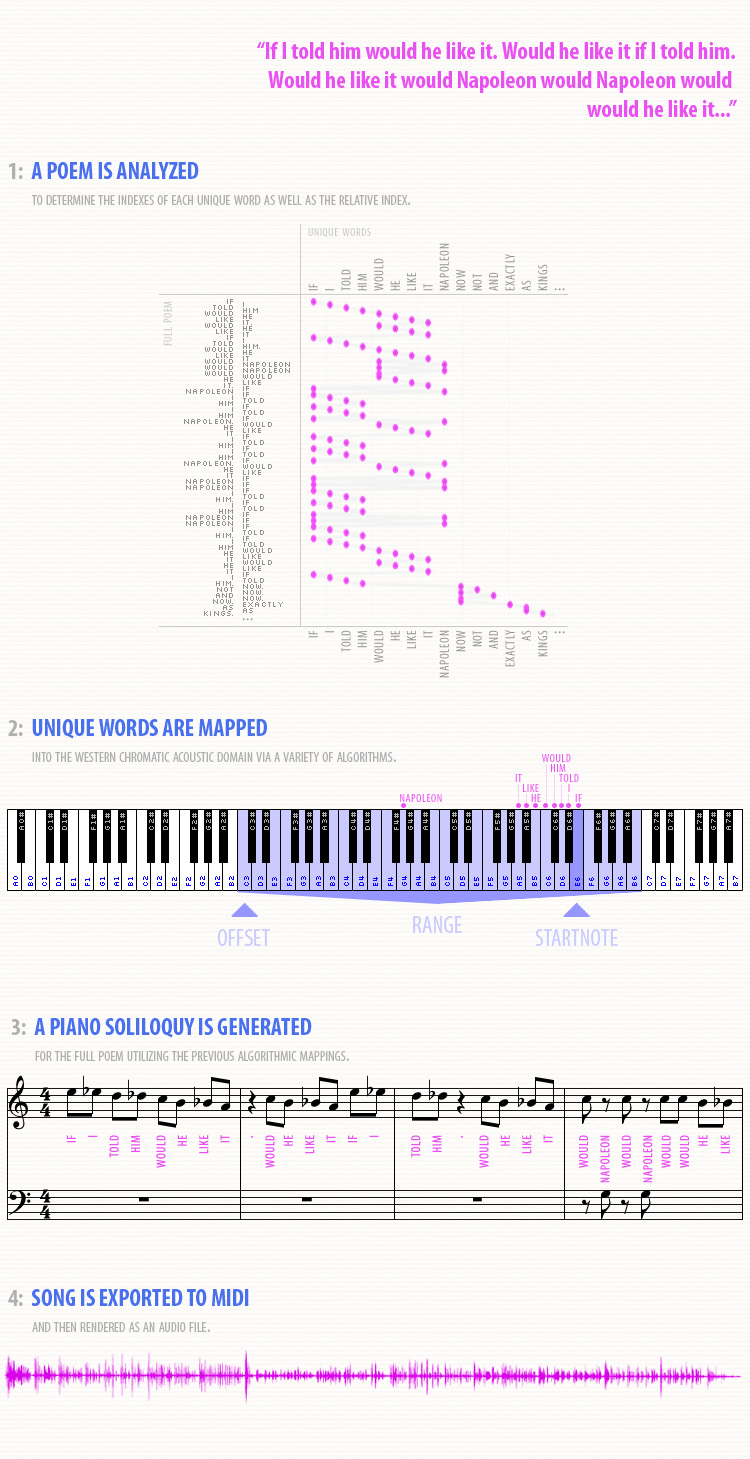 “If I told him would he like it. Would he like it if I told him.
Would he like it would Napoleon would Napoleon would
would he like it...”
1: A POEM IS ANALYZED
TO DETERMINE THE INDEXES OF EACH UNIQUE WORD AS WELL AS THE RELATIVE INDEX.
UNIQUE WORDS
IF I TOLD HIM WOULD HE LIKE IT NAPOLEON NOW NOT AND EXACTLY AS KINGS ...
FULL POEM
IF I
TOLD HIM
WOULD HE
LIKE IT.
WOULD HE
LIKE IT
IF I
TOLD HIM.
WOULD HE
LIKE IT
WOULD NAPOLEON
WOULD NAPOLEON
WOULD WOULD
HE LIKE
IT. IF
NAPOLEON IF
I TOLD
HIM IF
I TOLD
HIM IF
NAPOLEON. WOULD
HE LIKE
IT IF
I TOLD
HIM IF
I TOLD
HIM IF
NAPOLEON. WOULD
HE LIKE
IT IF
NAPOLEON IF
NAPOLEON IF
I TOLD
HIM. IF
I TOLD
HIM IF
NAPOLEON IF
NAPOLEON IF
I TOLD
HIM. IF
I TOLD
HIM WOULD
HE LIKE
IT WOULD
HE LIKE
IT IF
I TOLD
HIM. NOW.
NOT NOW.
AND NOW.
NOW. EXACTLY
AS AS
KINGS. ...
IF I TOLD HIM WOULD HE LIKE IT NAPOLEON NOW NOT AND EXACTLY AS KINGS ...
2: UNIQUE WORDS ARE MAPPED
INTO THE WESTERN CHROMATIC ACOUSTIC DOMAIN VIA A VARIETY OF ALGORITHMS.
WOULD
HIM
IT TOLD
LIKE I
NAPOLEON HE IF
A0# C1# D1# F1# G1# A1# C2# D2# F2# G2# A2# C3# D3# F3# G3# A3# C4# D4# F4# G4# A4# C5# D5# F5# G5# A5# C6# D6# F6# G6# A6# C7# D7# F7# G7# A7#
A0 B0 C1 D1 E1 F1 G1 A1 B1 C2 D2 E2 F2 G2 A2 B2 C3 D3 E3 F3 G3 A3 B3 C4 D4 E4 F4 G4 A4 B4 C5 D5 E5 F5 G5 A5 B5 C6 D6 E6 F6 G6 A6 B6 C7 D7 E7 F7 G7 A7 B7
OFFSET RANGE STARTNOTE
3: A PIANO SOLILOQUY IS GENERATED
FOR THE FULL POEM UTILIZING THE PREVIOUS ALGORITHMIC MAPPINGS.
4
4
IF I TOLD HIM WOULD HE LIKE IT . WOULD HE LIKE IT IF I TOLD HIM . WOULD HE LIKE IT WOULD NAPOLEON WOULD NAPOLEON WOULD WOULD HE LIKE
4
4
4: SONG IS EXPORTED TO MIDI
AND THEN RENDERED AS AN AUDIO FILE.